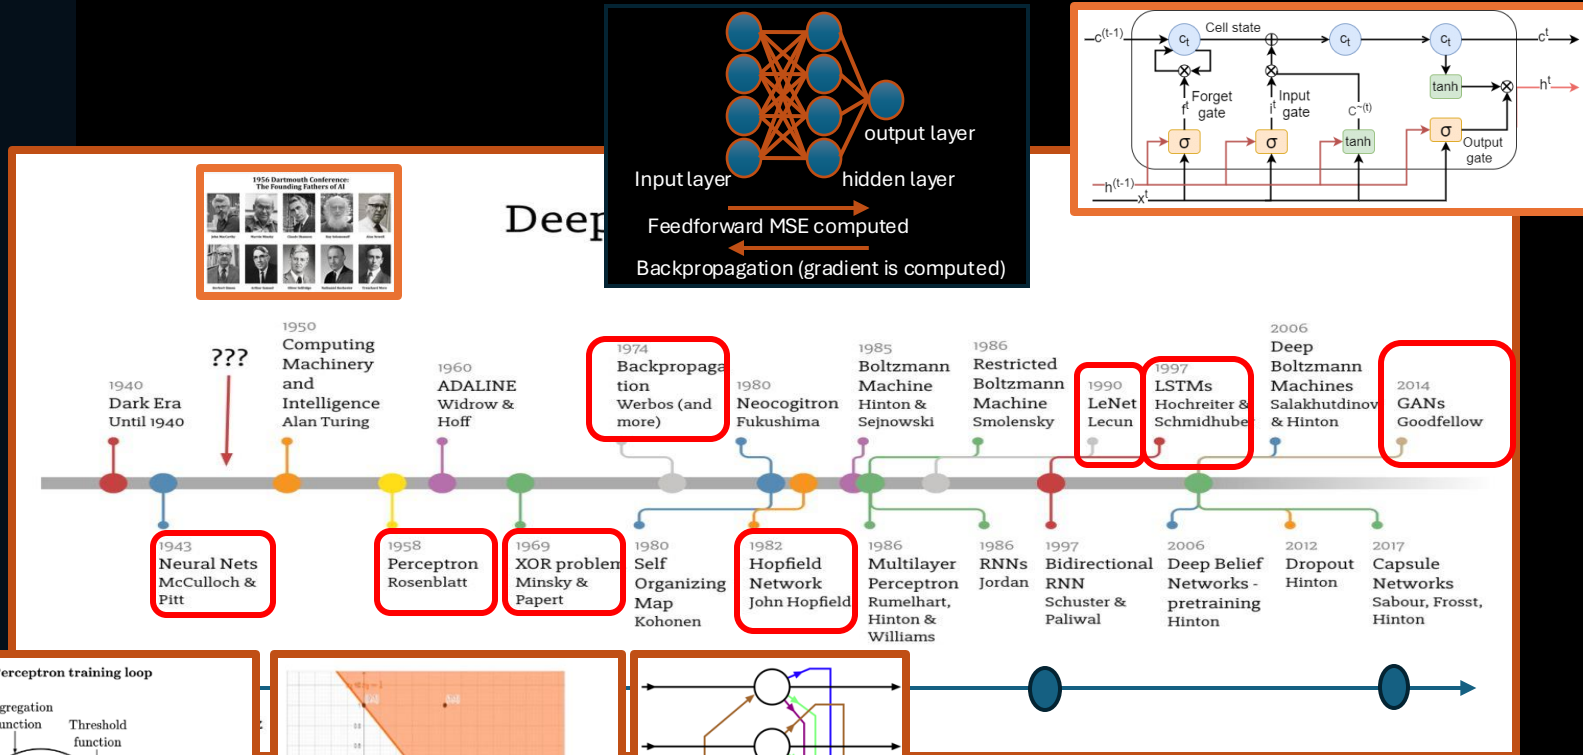 1956 Dartmouth Conference:
The Founding Fathers of AI
Deep
output layer
Input layer
hidden layer
Feedforward MSE computed
Backpropagation (gradient is computed)
c(t-1)
ct
Cell state
ct
ct
ct
Forget
gate
ft
Input
gate
it
C~(t)
tanh
ht
σ
σ
tanh
σ
Output
gate
h(t-1)
xt
???
1940
Dark Era
Until 1940
1950
Computing
Machinery
and
Intelligence
Alan Turing
1960
ADALINE
Widrow &
Hoff
1974
Backpropaga
tion
Werbos (and
more)
1980
Neocogitron
Fukushima
1985
Boltzmann
Machine
Hinton &
Sejnowski
1986
Restricted
Boltzmann
Machine
Smolensky
1990
LeNet
Lecun
1997
LSTMs
Hochreiter &
Schmidhuber
2006
Deep
Boltzmann
Machines
Salakhutdinov
& Hinton
2014
GANs
Goodfellow
1943
Neural Nets
McCulloch &
Pitt
1958
Perceptron
Rosenblatt
1969
XOR problem
Minsky &
Papert
1980
Self
Organizing
Map
Kohonen
1982
Hopfield
Network
John Hopfield
1986
Multilayer
Perceptron
Rumelhart,
Hinton &
Williams
1986
RNNs
Jordan
1997
Bidirectional
RNN
Schuster &
Paliwal
2006
Deep Belief
Networks -
pretraining
Hinton
2012
Dropout
Hinton
2017
Capsule
Networks
Sabour, Frosst,
Hinton
erceptron training loop
gregation
unction
Threshold
function